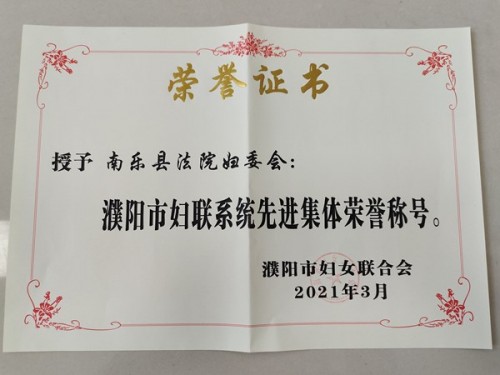 荣誉证书
授予 南乐县法院妇委会:
濮阳市妇联系统先进集体荣誉称号。
濮阳市妇女联合会
2021年3月